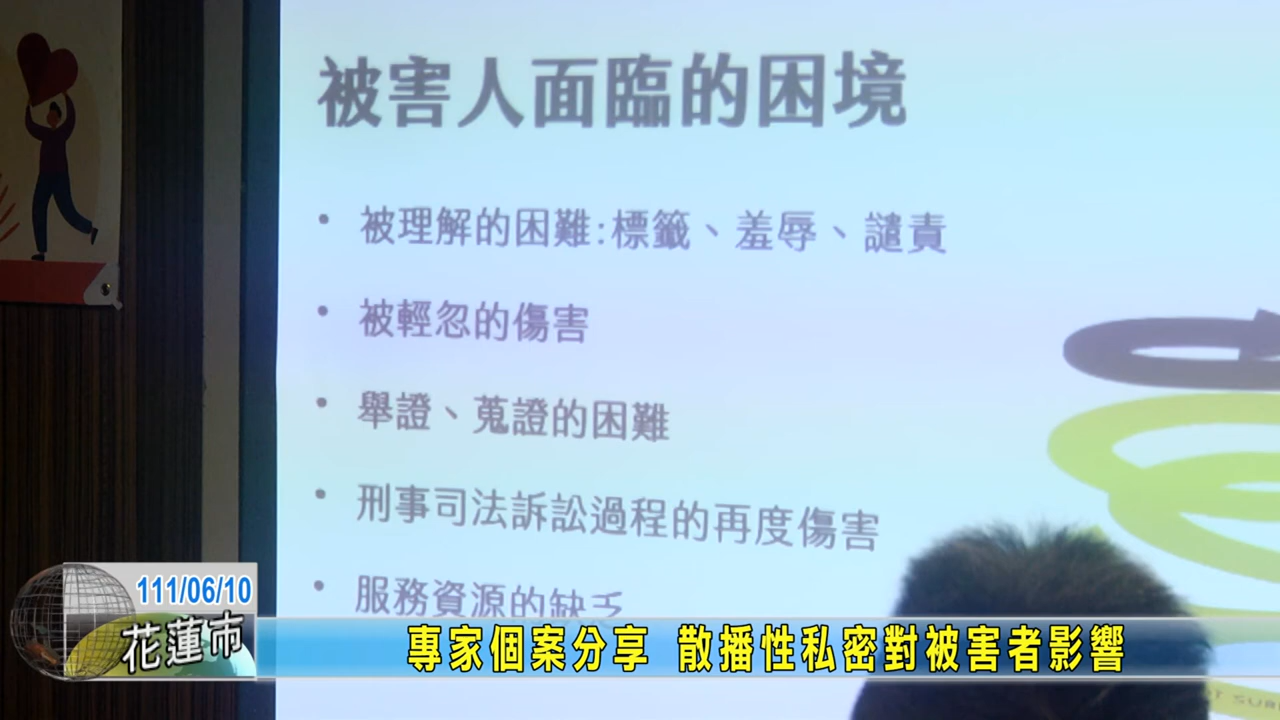 被害人面臨的困境
• 被理解的困難:標籤、羞辱、譴責
• 被輕忽的傷害
• 舉證、蒐證的困難
• 刑事司法訴訟過程的再度傷害
• 服務資源的缺乏
111/06/10
花蓮市
專家個案分享 散播性私密對被害者影響